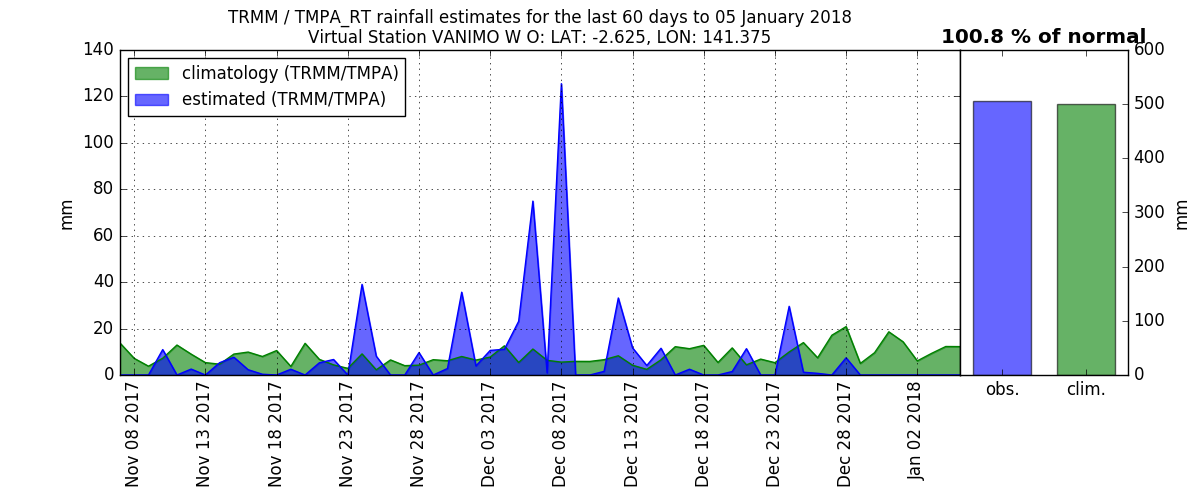 TRMM / TMPA_RT rainfall estimates for the last 60 days to 05 January 2018
Virtual Station VANIMO W O: LAT: -2.625, LON: 141.375
100.8 % of normal
climatology (TRMM/TMPA)
estimated (TRMM/TMPA)
140
120
100
80
60
40
20
0
mm
Nov 08 2017
Nov 13 2017
Nov 18 2017
Nov 23 2017
Nov 28 2017
Dec 03 2017
Dec 08 2017
Dec 13 2017
Dec 18 2017
Dec 23 2017
Dec 28 2017
Jan 02 2018
600
500
400
300
200
100
0
mm
obs.
clim.